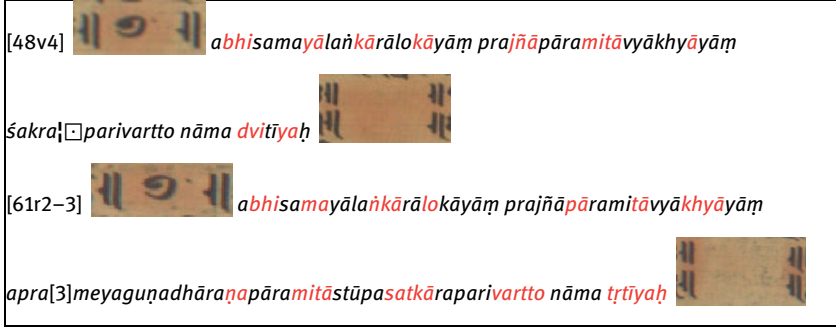 [48v4] abhisamayālaṅkārālokāyāṃ prajñāpāramitāvyākhyāyāṃ
śakra¦⊡parivartto nāma dvitīyaḥ
[61r2–3] abhisamayālaṅkārālokāyāṃ prajñāpāramitāvyākhyāyāṃ
apra[3]meyaguṇadhāraṇapāramitāstūpasatkāraparivartto nāma tṛtīyaḥ